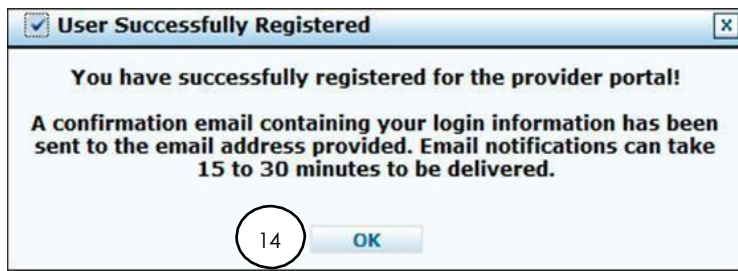 User Successfully Registered X
You have successfully registered for the provider portal!
A confirmation email containing your login information has been
sent to the email address provided. Email notifications can take
15 to 30 minutes to be delivered.
14 OK